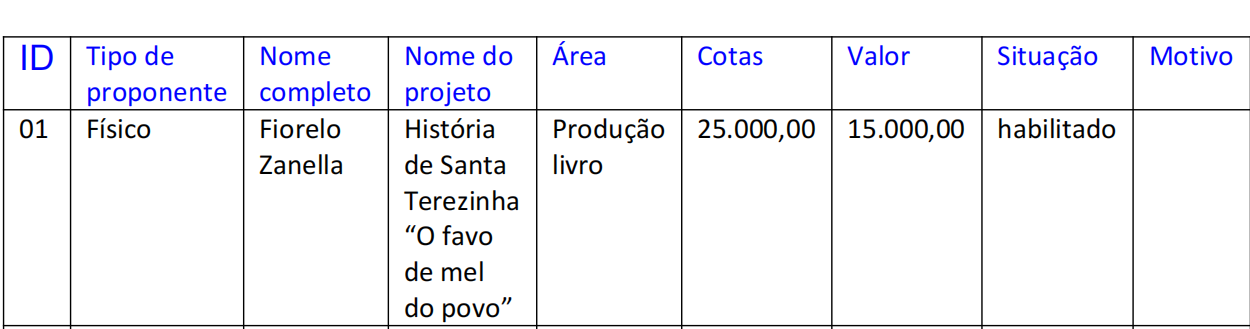 ID Tipo de proponente Nome completo Nome do projeto Área Cotas Valor Situação Motivo
01 Físico Fiorelo Zanella História de Santa Terezinha “O favo de mel do povo” Produção livro 25.000,00 15.000,00 habilitado